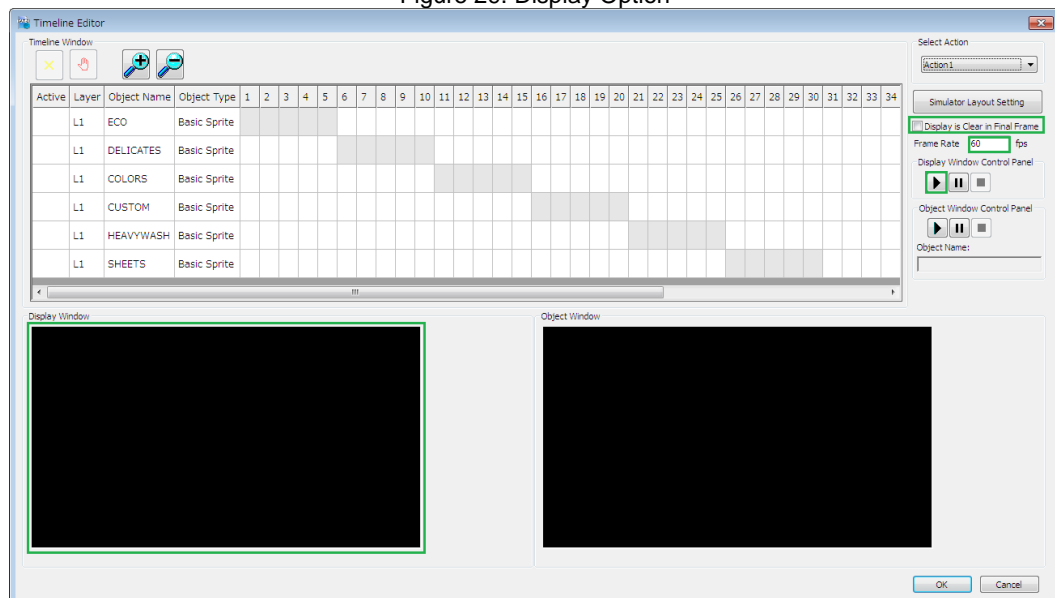 Figure 29. Display Option
Timeline Editor
Timeline Window
Active Layer Object Name Object Type 1 2 3 4 5 6 7 8 9 10 11 12 13 14 15 16 17 18 19 20 21 22 23 24 25 26 27 28 29 30 31 32 33 34
L1 ECO Basic Sprite
L1 DELICATES Basic Sprite
L1 COLORS Basic Sprite
L1 CUSTOM Basic Sprite
L1 HEAVYWASH Basic Sprite
L1 SHEETS Basic Sprite
Select Action
Action1
Simulator Layout Setting
Display is Clear in Final Frame
Frame Rate 60 fps
Display Window Control Panel
Object Window Control Panel
Object Name:
Display Window
Object Window
OK Cancel